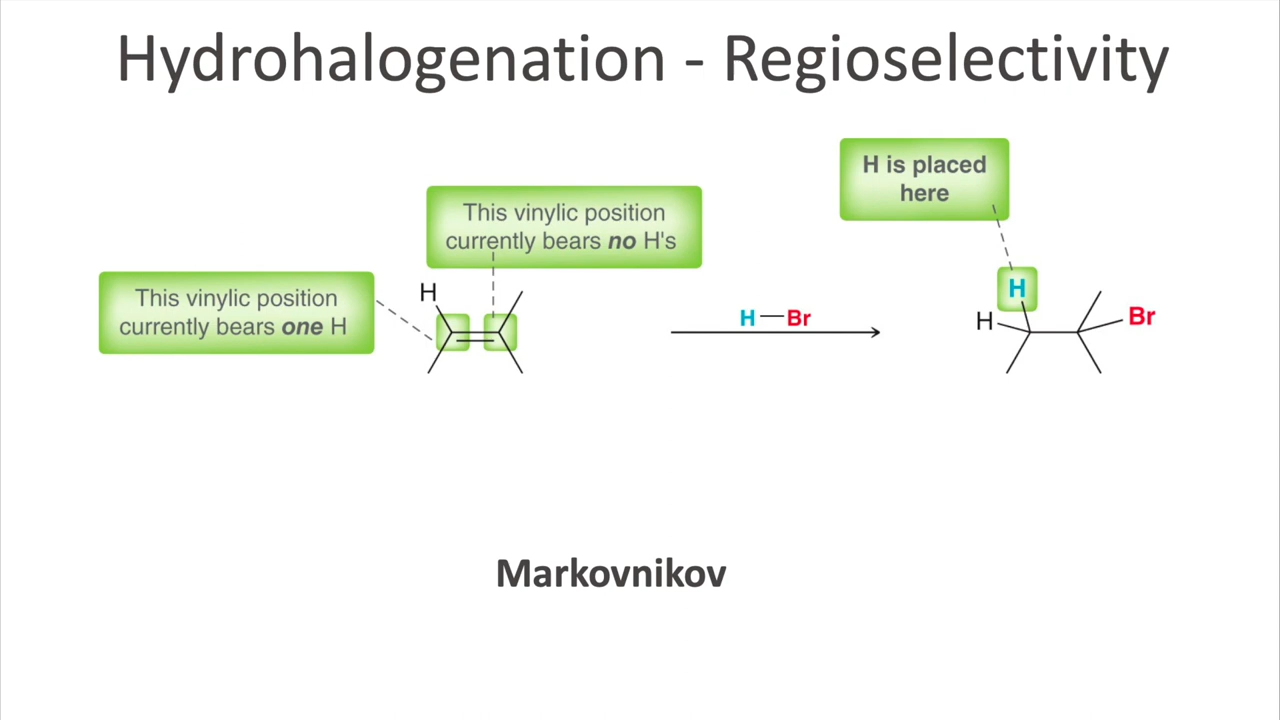 Hydrohalogenation - Regioselectivity
H is placed
here
This vinylic position
currently bears no H's
This vinylic position
currently bears one H
H
H—Br
H
H
Br
Markovnikov